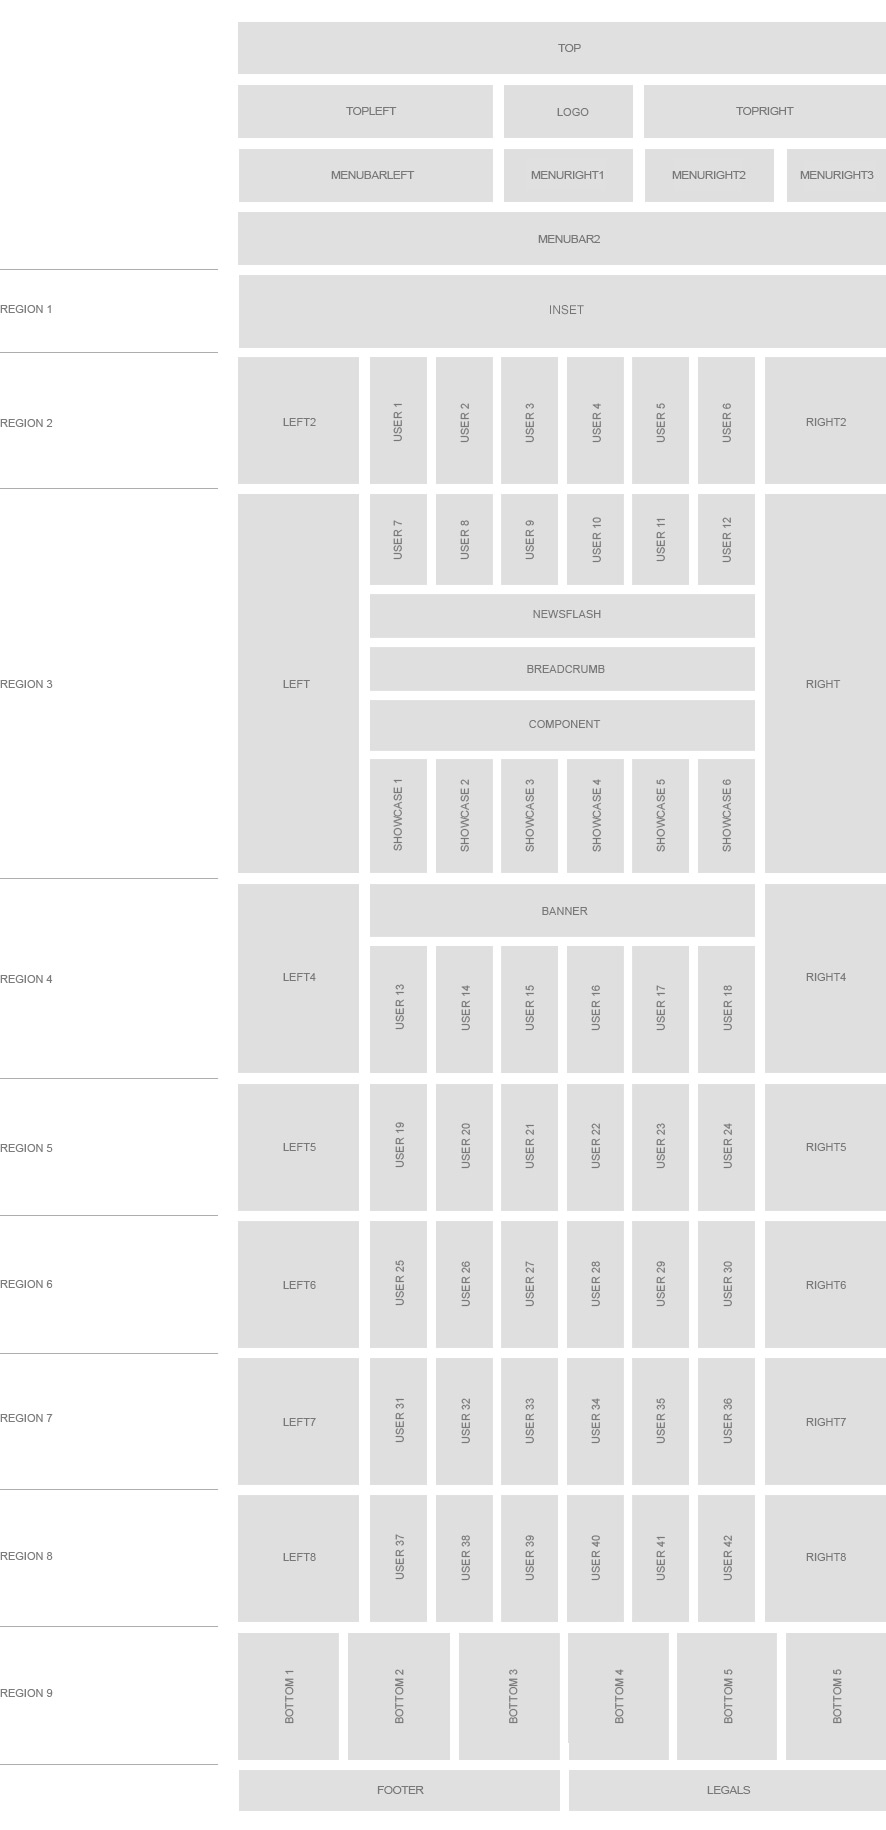 TOP
TOPLEFT LOGO TOPRIGHT
MENUBARLEFT MENURIGHT1 MENURIGHT2 MENURIGHT3
MENUBAR2
REGION 1 INSET
REGION 2 LEFT2 USER 1 USER 2 USER 3 USER 4 USER 5 USER 6 RIGHT2
USER 7 USER 8 USER 9 USER 10 USER 11 USER 12
NEWSFLASH
BREADCRUMB
REGION 3 LEFT RIGHT
COMPONENT
SHOWCASE 1 SHOWCASE 2 SHOWCASE 3 SHOWCASE 4 SHOWCASE 5 SHOWCASE 6
BANNER
REGION 4 LEFT4 RIGHT4
USER 13 USER 14 USER 15 USER 16 USER 17 USER 18
REGION 5 LEFT5 USER 19 USER 20 USER 21 USER 22 USER 23 USER 24 RIGHT5
REGION 6 LEFT6 USER 25 USER 26 USER 27 USER 28 USER 29 USER 30 RIGHT6
REGION 7 LEFT7 USER 31 USER 32 USER 33 USER 34 USER 35 USER 36 RIGHT7
REGION 8 LEFT8 USER 37 USER 38 USER 39 USER 40 USER 41 USER 42 RIGHT8
REGION 9 BOTTOM 1 BOTTOM 2 BOTTOM 3 BOTTOM 4 BOTTOM 5 BOTTOM 5
FOOTER LEGALS